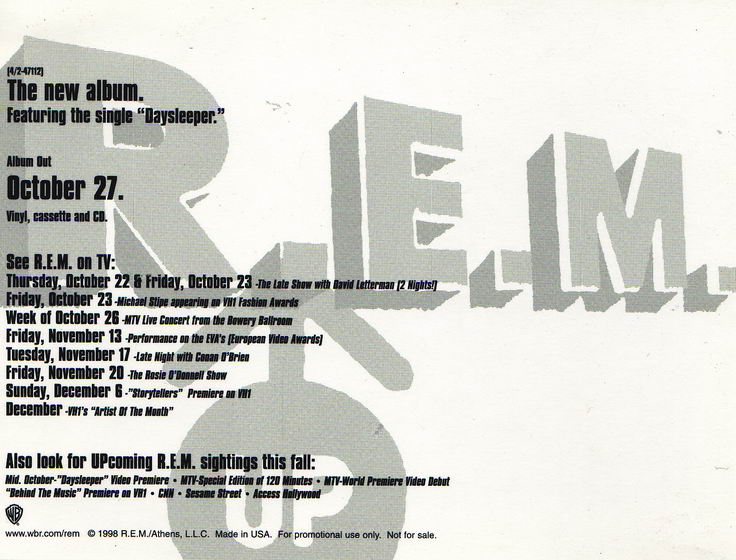 [4/2-47112]
The new album.
Featuring the single "Daysleeper."
Album Out
October 27.
Vinyl, cassette and CD.
See R.E.M. on TV:
Thursday, October 22 & Friday, October 23 -The Late Show with David Letterman [2 Nights!]
Friday, October 23 -Michael Stipe appearing on VH1 Fashion Awards
Week of October 26 -MTV Live Concert from the Bowery Ballroom
Friday, November 13 -Performance on the EVA's [European Video Awards]
Tuesday, November 17 -Late Night with Conan O'Brien
Friday, November 20 -The Rosie O'Donnell Show
Sunday, December 6 -"Storytellers" Premiere on VH1
December -VH1's "Artist Of The Month"
Also look for UPcoming R.E.M. sightings this fall:
Mid. October-"Daysleeper" Video Premiere • MTV-Special Edition of 120 Minutes • MTV-World Premiere Video Debut
"Behind The Music" Premiere on VH1 • CNN • Sesame Street • Access Hollywood
WB
www.wbr.com/rem © 1998 R.E.M./Athens, L.L.C. Made in USA. For promotional use only. Not for sale.
R.E.M.
UP